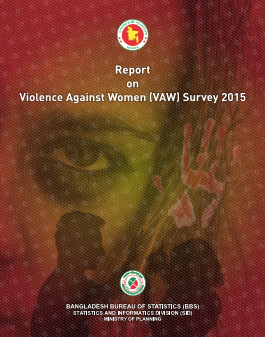 Report
on
Violence Against Women (VAW) Survey 2015
BANGLADESH BUREAU OF STATISTICS (BBS)
STATISTICS AND INFORMATICS DIVISION (SID)
MINISTRY OF PLANNING